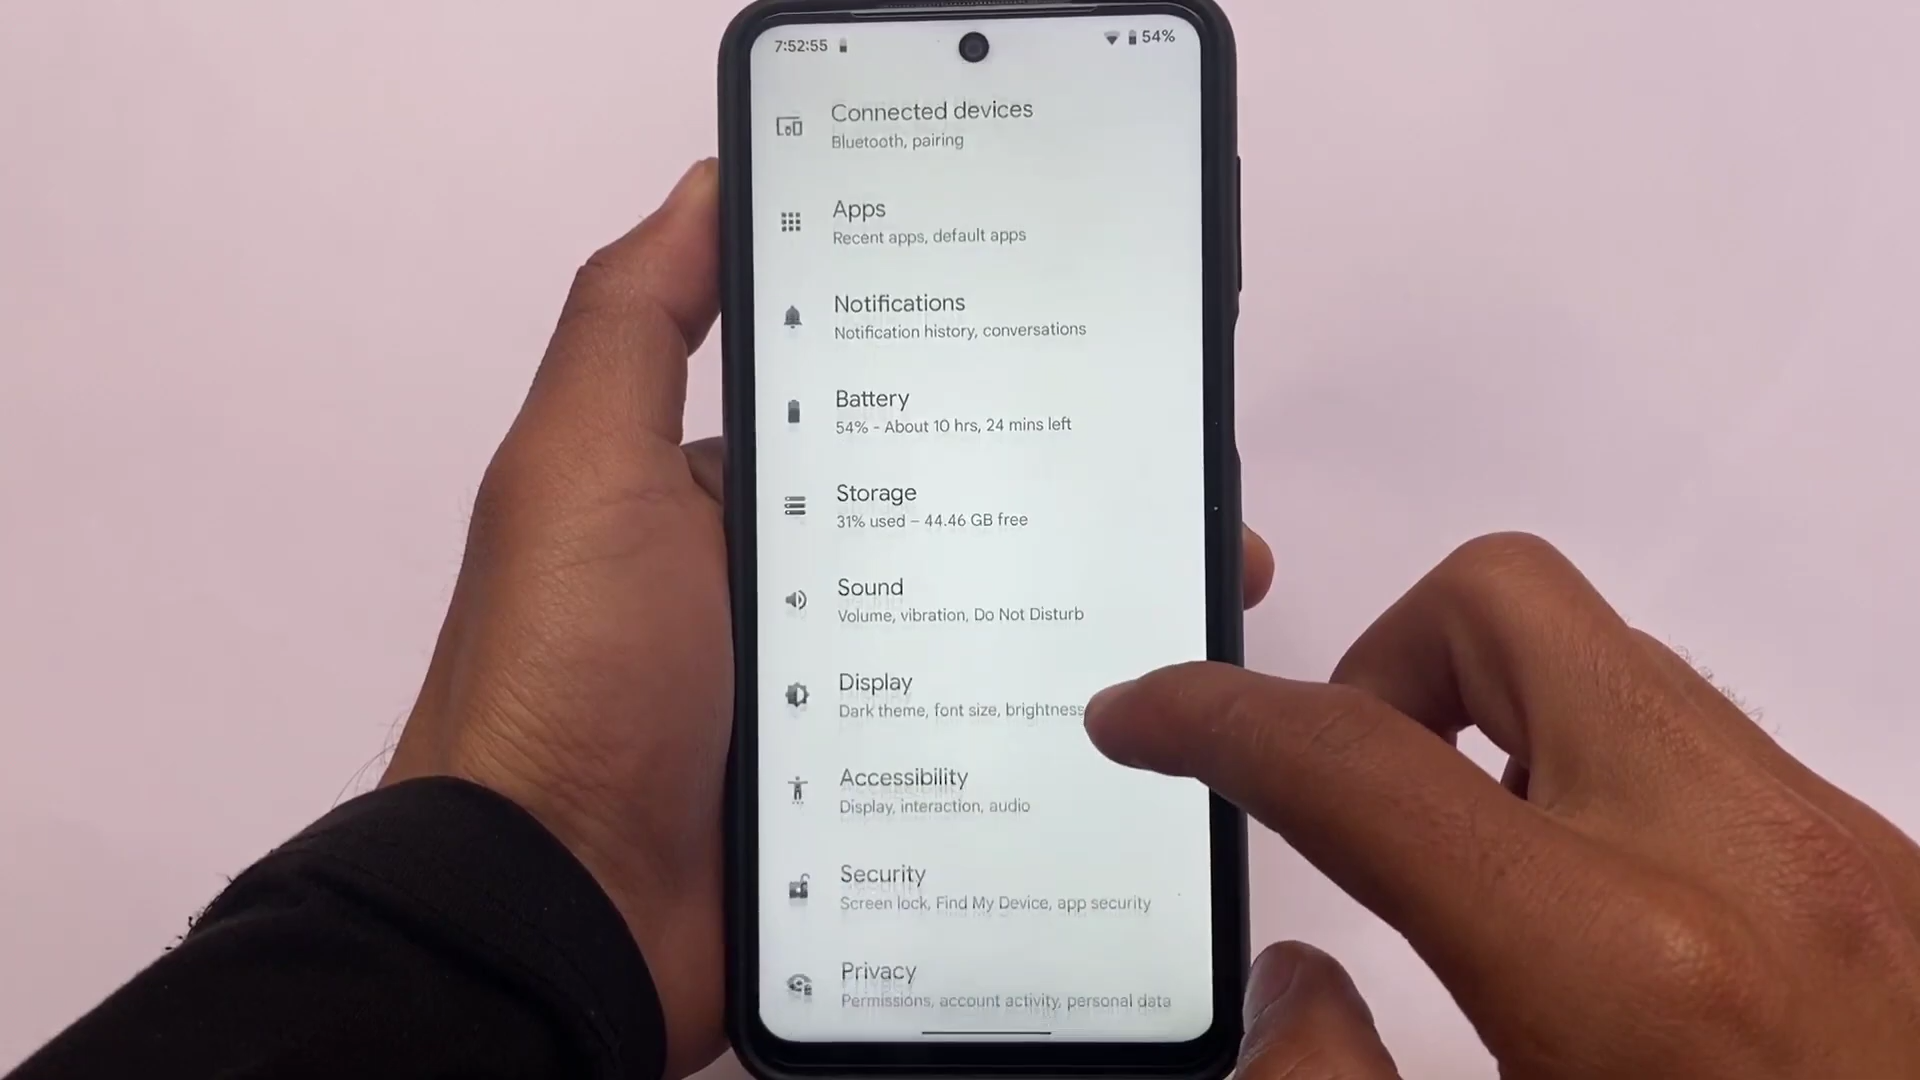 7:52:55
54%
Connected devices
Bluetooth, pairing
Apps
Recent apps, default apps
Notifications
Notification history, conversations
Battery
54% - About 10 hrs, 24 mins left
Storage
31% used – 44.46 GB free
Sound
Volume, vibration, Do Not Disturb
Display
Dark theme, font size, brightness
Accessibility
Display, interaction, audio
Security
Screen lock, Find My Device, app security
Privacy
Permissions, account activity, personal data